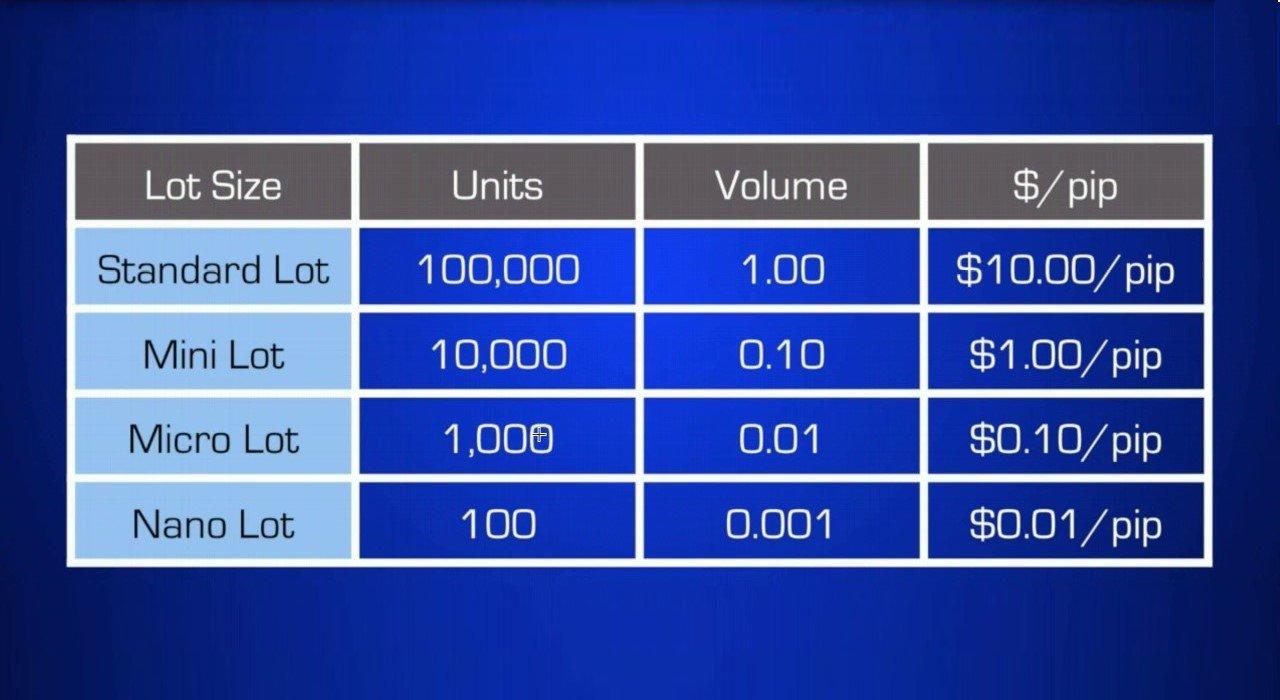 Lot Size Units Volume $/pip
Standard Lot 100,000 1.00 $10.00/pip
Mini Lot 10,000 0.10 $1.00/pip
Micro Lot 1,000 0.01 $0.10/pip
Nano Lot 100 0.001 $0.01/pip